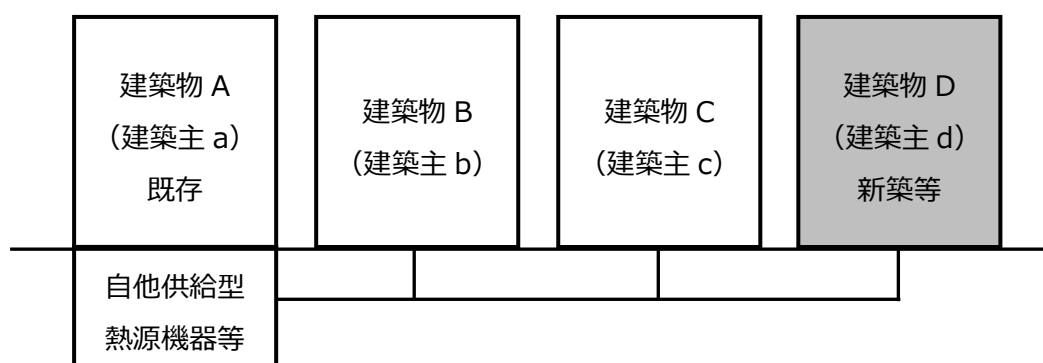 建築物 A
（建築主 a）
既存
建築物 B
（建築主 b）
建築物 C
（建築主 c）
建築物 D
（建築主 d）
新築等
自他供給型
熱源機器等